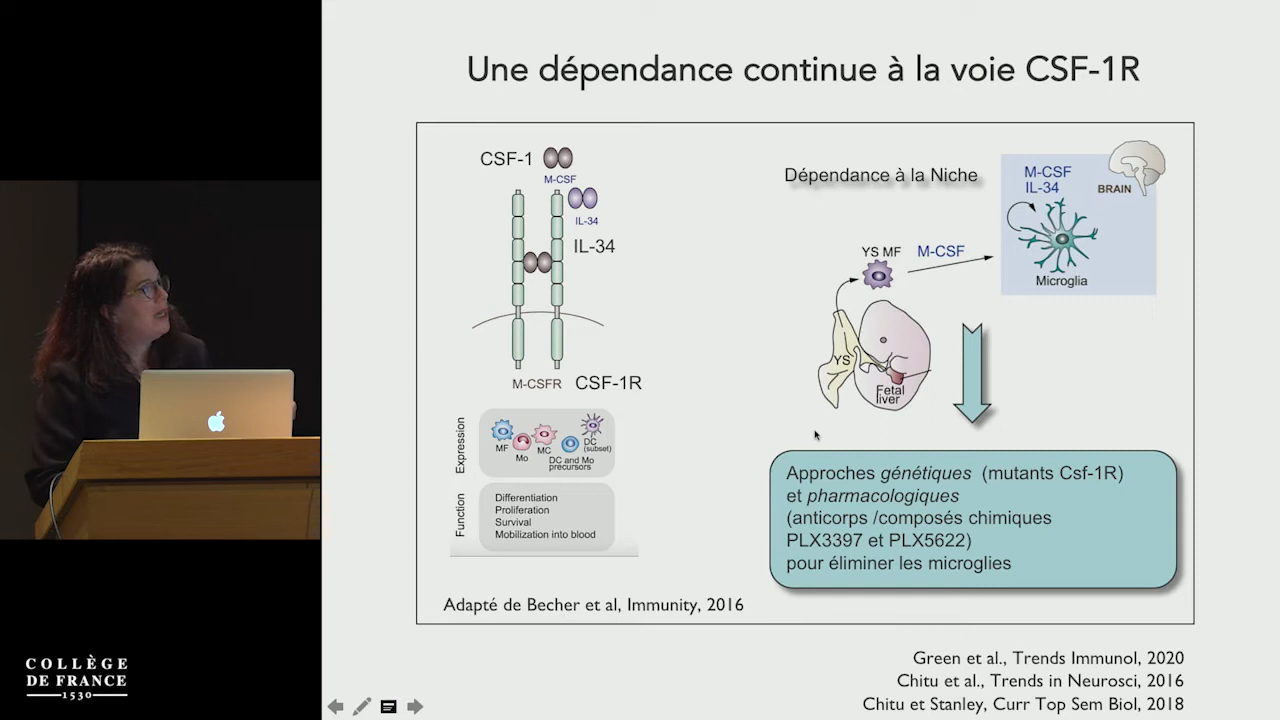 Une dépendance continue à la voie CSF-1R
CSF-1
M-CSF
IL-34
IL-34
M-CSFR
CSF-1R
Expression
MF
Mo
MC
DC and Mo
precursors
DC
(subset)
Function
Differentiation
Proliferation
Survival
Mobilization into blood
Adapté de Becher et al, Immunity, 2016
Dépendance à la Niche
M-CSF
IL-34
BRAIN
Microglia
YS MF
M-CSF
YS
Fetal
liver
Approches génétiques (mutants Csf-1R)
et pharmacologiques
(anticorps /composés chimiques
PLX3397 et PLX5622)
pour éliminer les microglies
Green et al., Trends Immunol, 2020
Chitu et al., Trends in Neurosci, 2016
Chitu et Stanley, Curr Top Sem Biol, 2018
COLLÈGE
DE FRANCE
1530